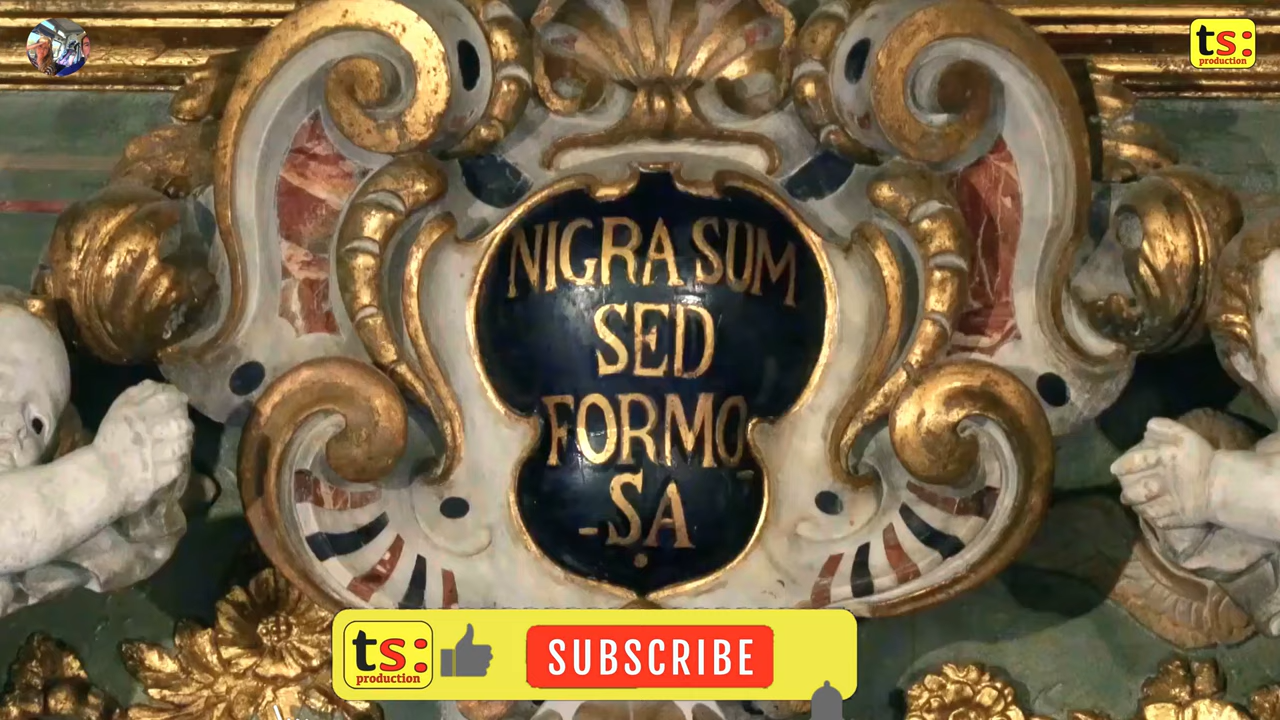 ts:
production
NIGRA SUM
SED
FORMO
-SA
ts:
production
SUBSCRIBE